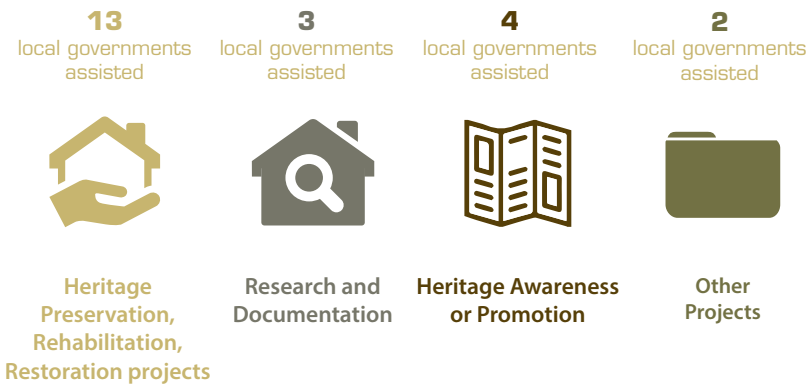 13
local governments
assisted
3
local governments
assisted
4
local governments
assisted
2
local governments
assisted
Heritage
Preservation,
Rehabilitation,
Restoration projects
Research and
Documentation
Heritage Awareness
or Promotion
Other
Projects